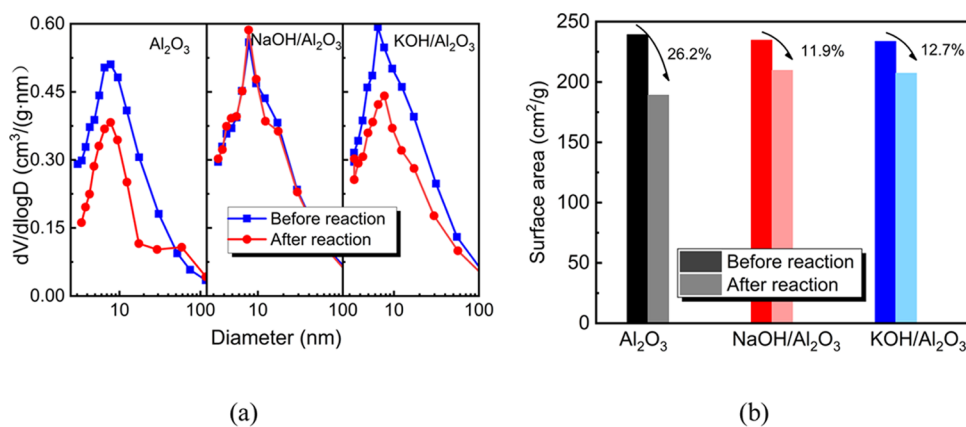 0.60
0.45
0.30
0.15
0.00
dV/dlogD (cm³/(g·nm)
Al₂O₃
NaOH/Al₂O₃
KOH/Al₂O₃
Before reaction
After reaction
10 100 10 100 10 100
Diameter (nm)
(a)
250
200
150
100
50
0
Surface area (cm²/g)
26.2%
11.9%
12.7%
Before reaction
After reaction
Al₂O₃ NaOH/Al₂O₃ KOH/Al₂O₃
(b)